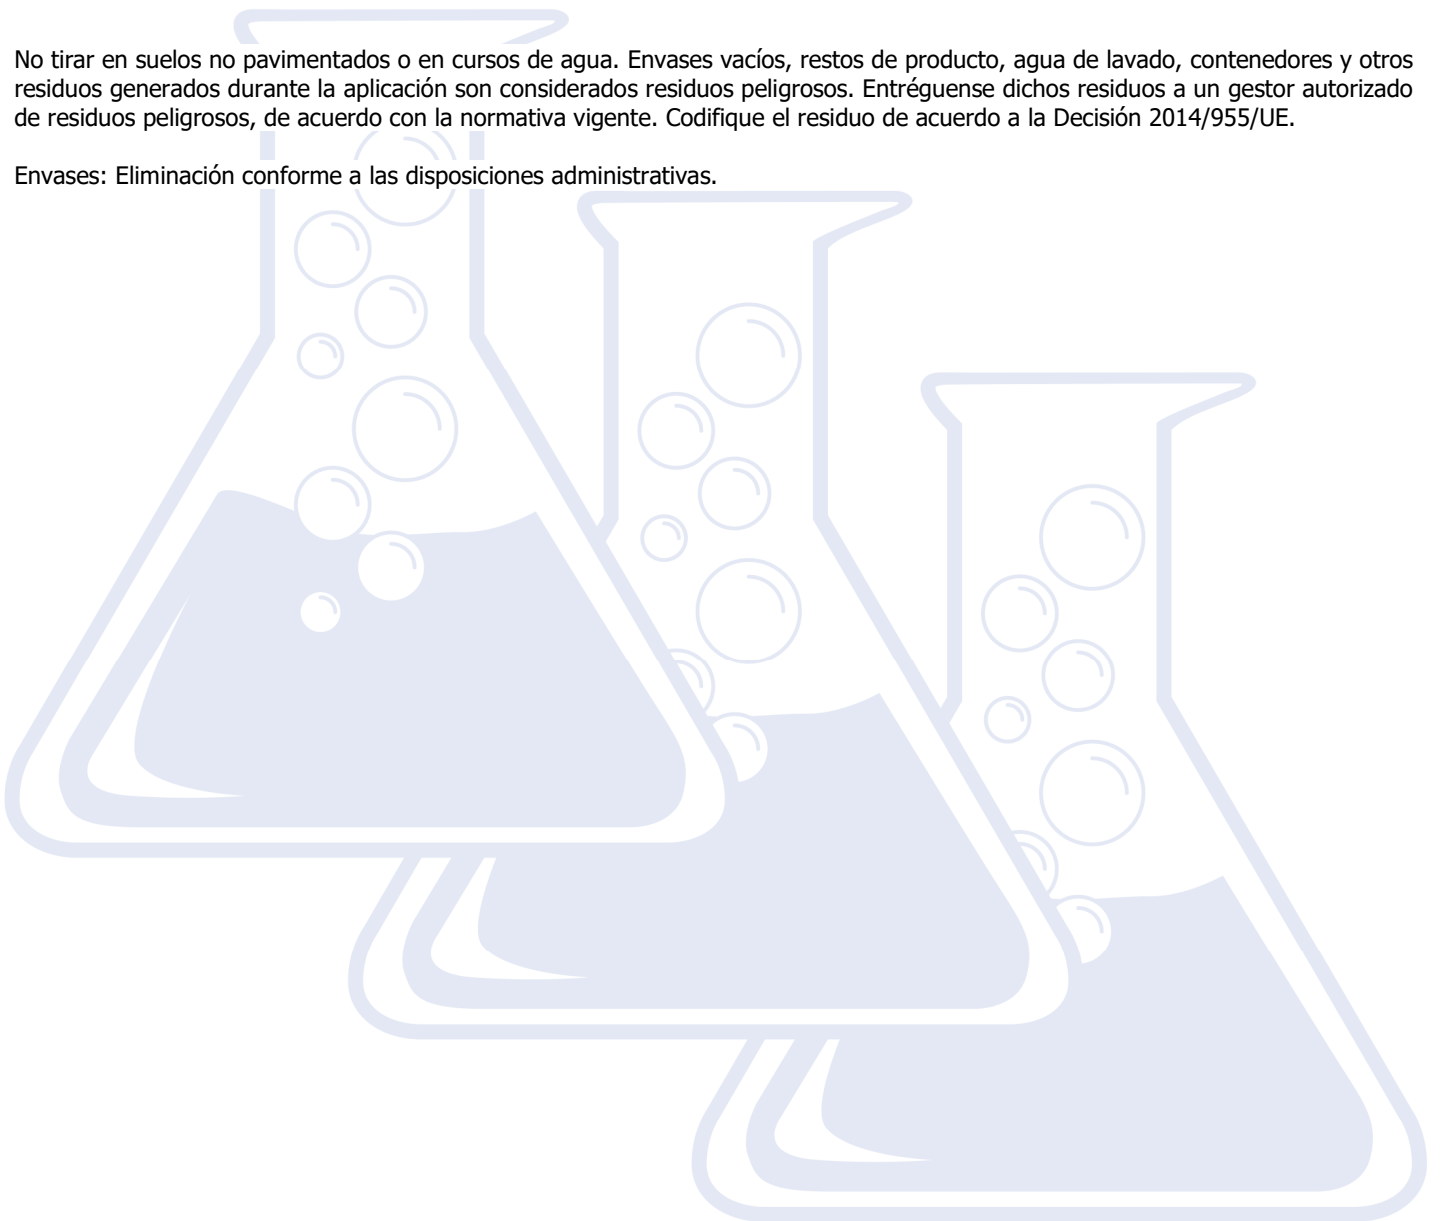 No tirar en suelos no pavimentados o en cursos de agua. Envases vacíos, restos de producto, agua de lavado, contenedores y otros
residuos generados durante la aplicación son considerados residuos peligrosos. Entréguense dichos residuos a un gestor autorizado
de residuos peligrosos, de acuerdo con la normativa vigente. Codifique el residuo de acuerdo a la Decisión 2014/955/UE.
Envases: Eliminación conforme a las disposiciones administrativas.